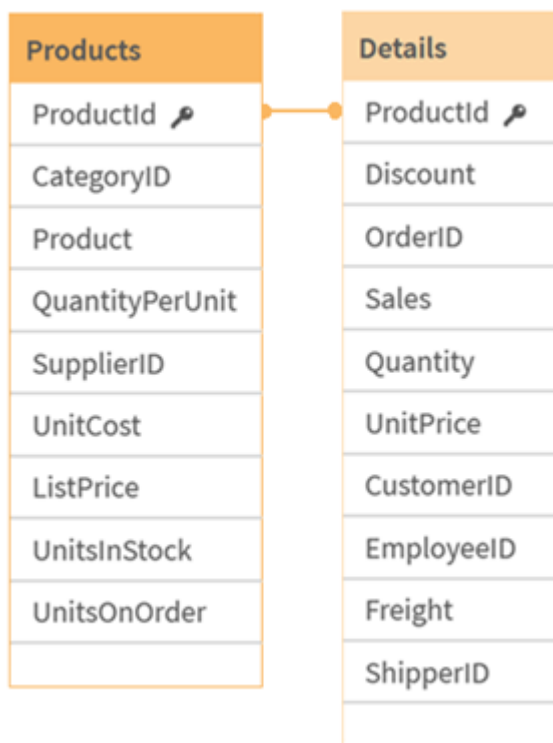 Products
ProductId
CategoryID
Product
QuantityPerUnit
SupplierID
UnitCost
ListPrice
UnitsInStock
UnitsOnOrder
Details
ProductId
Discount
OrderID
Sales
Quantity
UnitPrice
CustomerID
EmployeeID
Freight
ShipperID